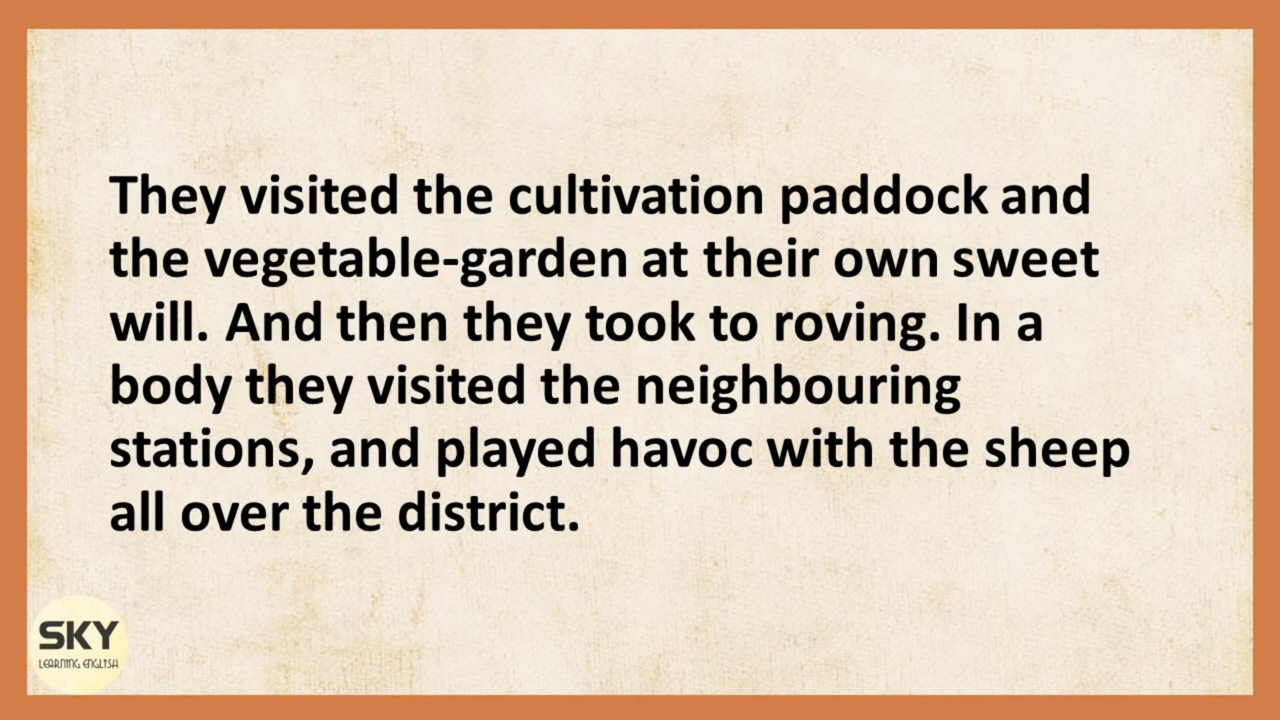 They visited the cultivation paddock and
the vegetable-garden at their own sweet
will. And then they took to roving. In a
body they visited the neighbouring
stations, and played havoc with the sheep
all over the district.
SKY
LEARNING ENGLISH